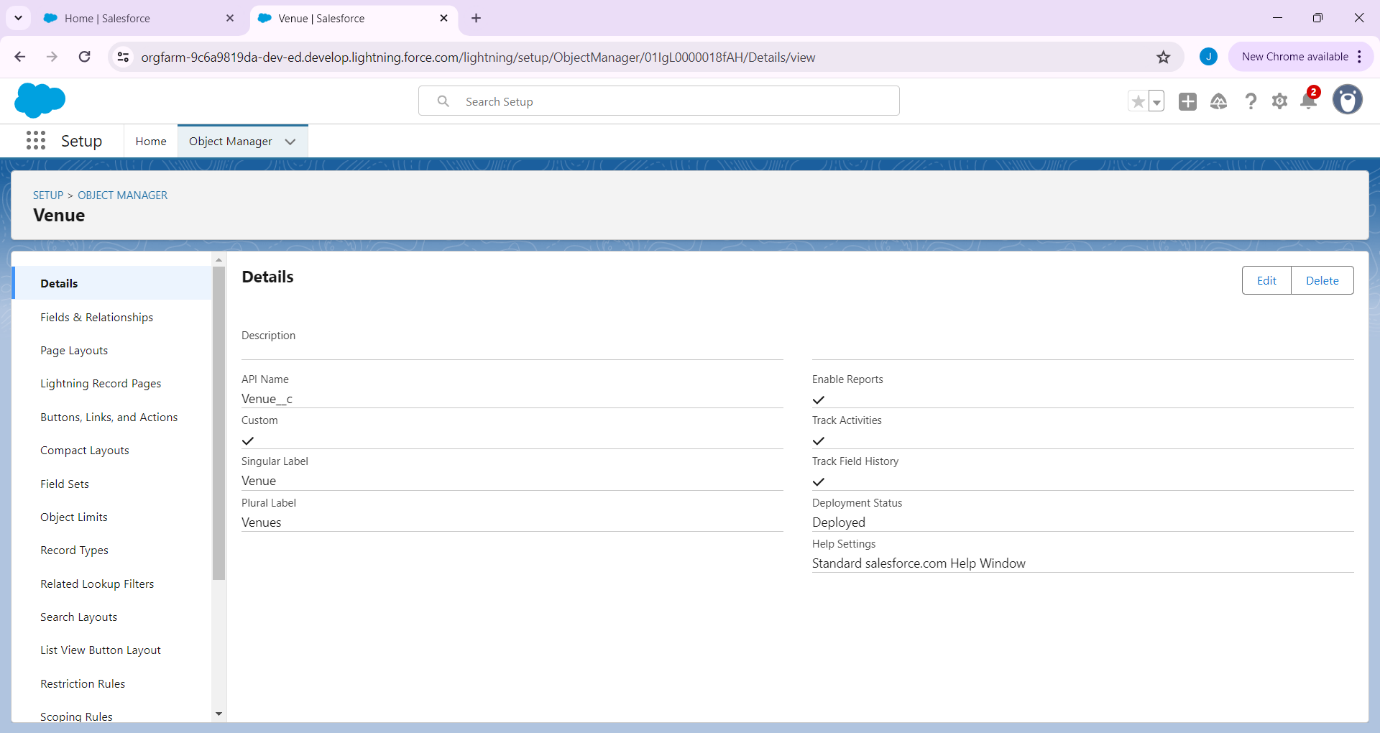 Home | Salesforce
Venue | Salesforce
orgfarm-9c6a9819da-dev-ed.develop.lightning.force.com/lightning/setup/ObjectManager/01IgL0000018fAH/Details/view
J
New Chrome available
Search Setup
2
Setup
Home
Object Manager
SETUP > OBJECT MANAGER
Venue
Details
Fields & Relationships
Page Layouts
Lightning Record Pages
Buttons, Links, and Actions
Compact Layouts
Field Sets
Object Limits
Record Types
Related Lookup Filters
Search Layouts
List View Button Layout
Restriction Rules
Scoping Rules
Details
Edit
Delete
Description
API Name
Venue__c
Custom
Singular Label
Venue
Plural Label
Venues
Enable Reports
Track Activities
Track Field History
Deployment Status
Deployed
Help Settings
Standard salesforce.com Help Window